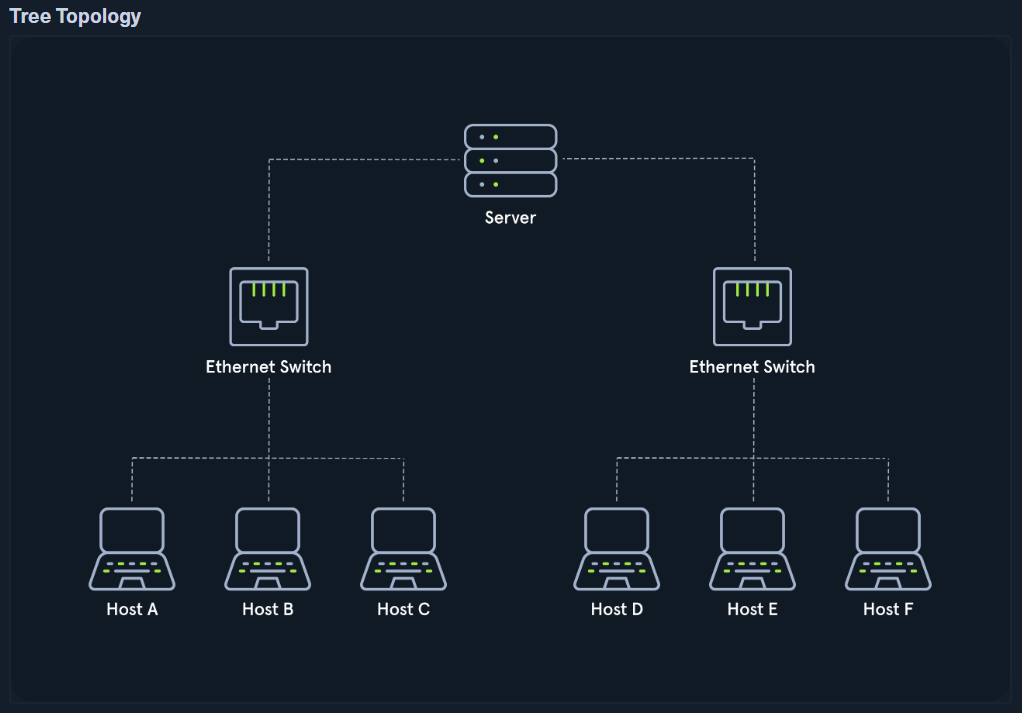 Tree Topology
Server
Ethernet Switch
Ethernet Switch
Host A
Host B
Host C
Host D
Host E
Host F